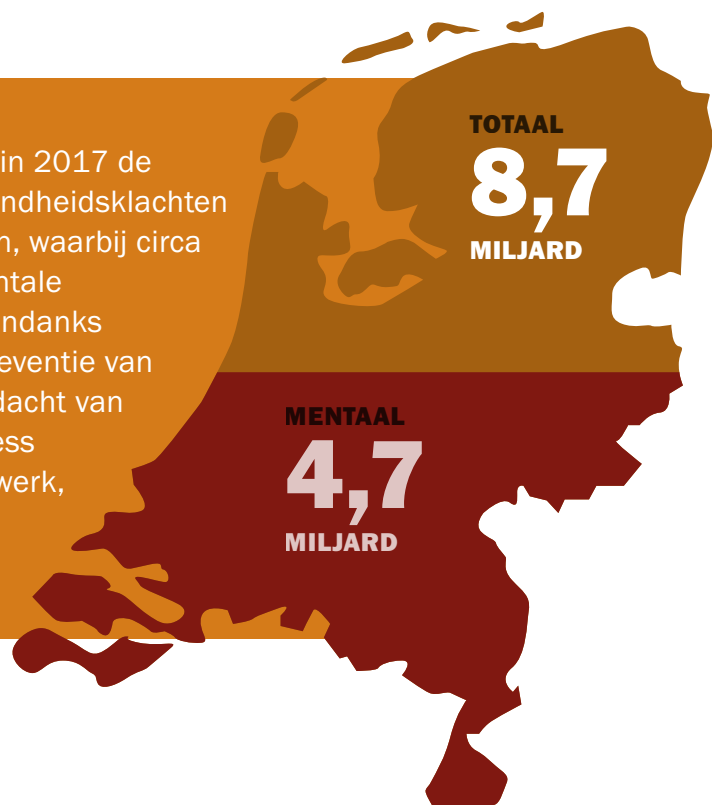 in 2017 de
ndheidsklachten
n, waarbij circa
ntale
ndanks
eventie van
dacht van
ess
werk,
TOTAAL
8,7
MILJARD
MENTAAL
4,7
MILJARD